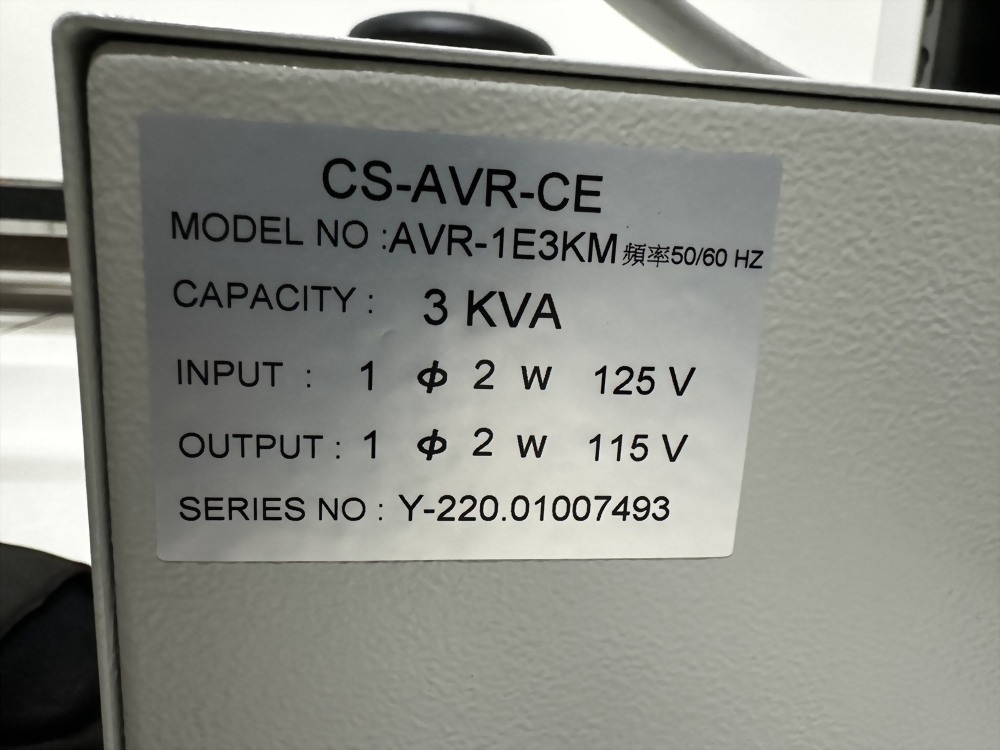 CS-AVR-CE
MODEL NO :AVR-1E3KM 頻率50/60 HZ
CAPACITY : 3 KVA
INPUT : 1 ϕ 2 W 125 V
OUTPUT : 1 ϕ 2 W 115 V
SERIES NO : Y-220.01007493